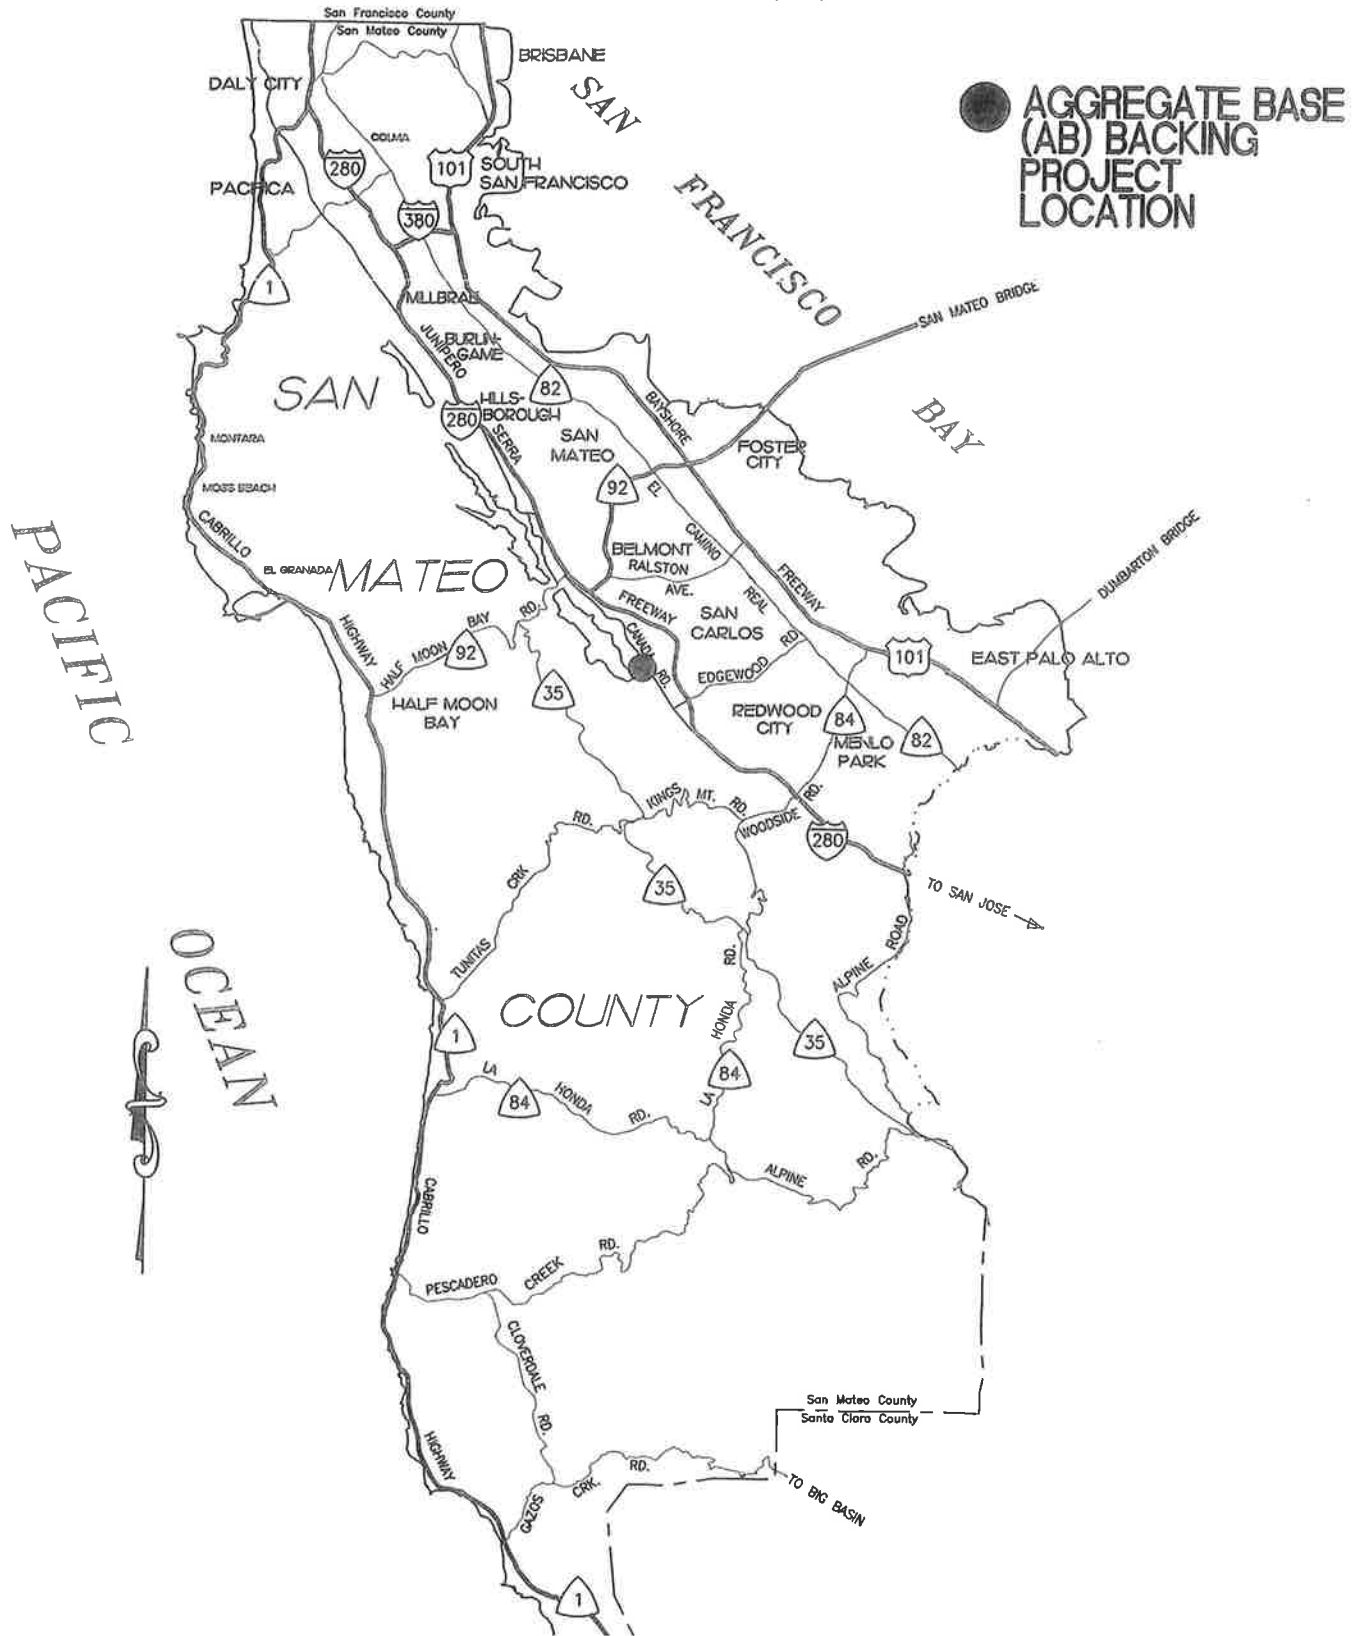 San Francisco County
San Mateo County
BRISBANE
DALY CITY
SAN
FRANCISCO
BAY
AGGREGATE BASE
(AB) BACKING
PROJECT
LOCATION
COLMA
280
101
SOUTH
SAN FRANCISCO
PACIFICA
380
1
MILLBRAE
SAN MATEO BRIDGE
JUNIPERO
BURLIN-
GAME
82
SAN
280
HILLS-
BOROUGH
BAYSHORE
SERRA
SAN
MATEO
FOSTER
CITY
MONTARA
92
EL
MOSS BEACH
CABRILLO
PACIFIC
CAMINO
DUMBARTON BRIDGE
BELMONT
RALSTON
AVE.
EL GRANADA
MATEO
FREEWAY
REAL
FREEWAY
SAN
CARLOS
HIGHWAY
HALF MOON BAY RD.
92
CANADA RD.
EDGEWOOD RD.
101
EAST PALO ALTO
35
HALF MOON
BAY
REDWOOD
CITY
84
82
MENLO
PARK
KINGS MT. RD.
WOODSIDE RD.
280
TUNITAS CRK RD.
35
TO SAN JOSE
ALPINE ROAD
OCEAN
COUNTY
1
LA HONDA RD.
84
35
LA HONDA RD.
84
ALPINE RD.
CABRILLO
PESCADERO CREEK RD.
CLOVERDALE RD.
San Mateo County
Santa Clara County
HIGHWAY
GAZOS CRK. RD.
TO BIG BASIN
1